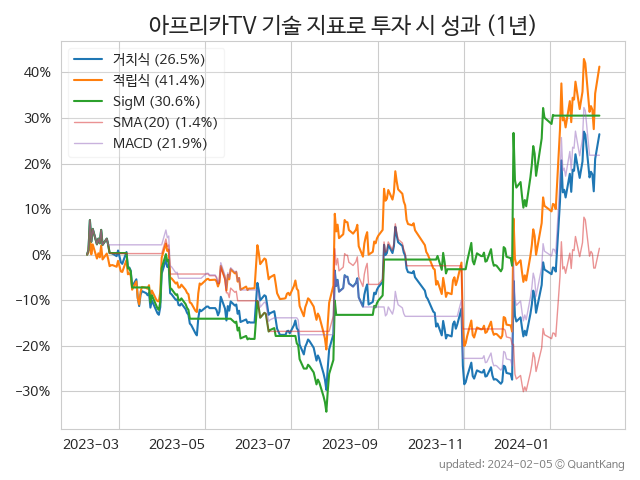 아프리카TV 기술 지표로 투자 시 성과 (1년)
거치식 (26.5%)
적립식 (41.4%)
SigM (30.6%)
SMA(20) (1.4%)
MACD (21.9%)
40%
30%
20%
10%
0%
−10%
−20%
−30%
2023-03 2023-05 2023-07 2023-09 2023-11 2024-01
updated: 2024-02-05 © QuantKang